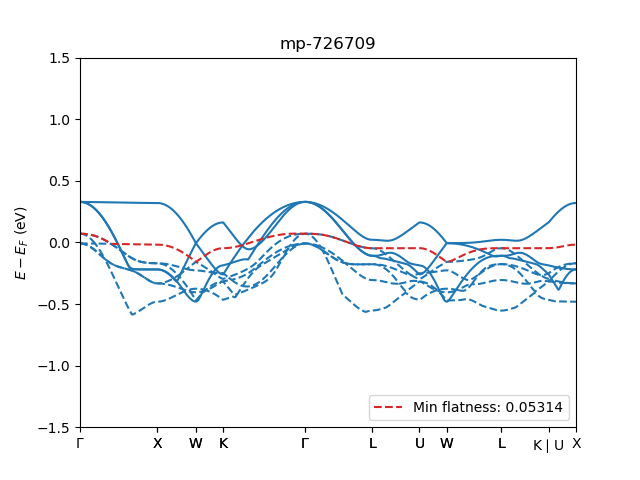 mp-726709
1.5
1.0
0.5
0.0
−0.5
−1.0
−1.5
E − E_F (eV)
Min flatness: 0.05314
Γ X W K Γ L U W L K | U X